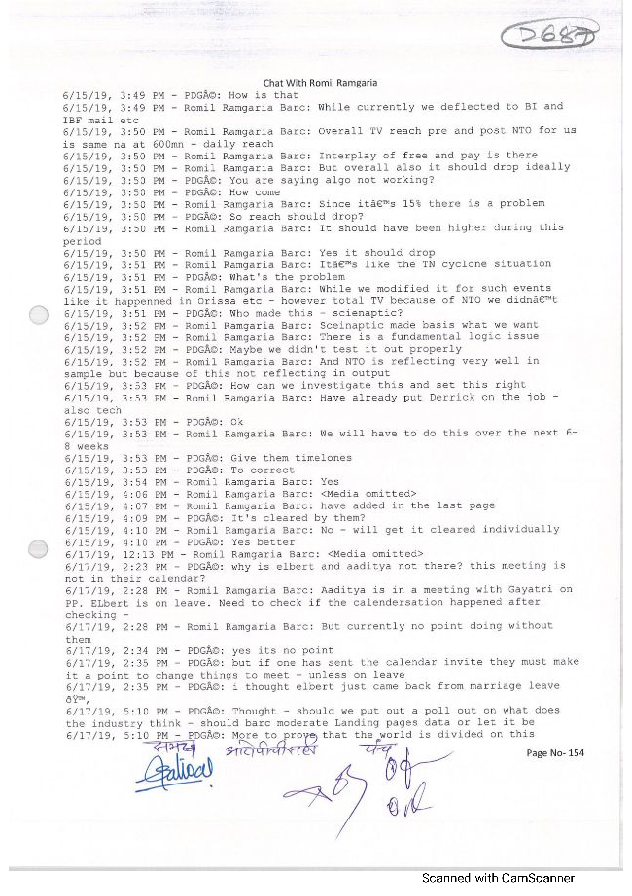 D687
Chat With Romi Ramgaria
6/15/19, 3:49 PM - PDGÂ©: How is that
6/15/19, 3:49 PM - Romil Ramgaria Barc: While currently we deflected to BI and
IBF mail etc
6/15/19, 3:50 PM - Romil Ramgaria Barc: Overall TV reach pre and post NTO for us
is same na at 600mn - daily reach
6/15/19, 3:50 PM - Romil Ramgaria Barc: Interplay of free and pay is there
6/15/19, 3:50 PM - Romil Ramgaria Barc: But overall also it should drop ideally
6/15/19, 3:50 PM - PDGÂ©: You are saying algo not working?
6/15/19, 3:50 PM - PDGÂ©: How come
6/15/19, 3:50 PM - Romil Ramgaria Barc: Since itâ€™s 15% there is a problem
6/15/19, 3:50 PM - PDGÂ©: So reach should drop?
6/15/19, 3:50 PM - Romil Ramgaria Barc: It should have been higher during this
period
6/15/19, 3:50 PM - Romil Ramgaria Barc: Yes it should drop
6/15/19, 3:51 PM - Romil Ramgaria Barc: Itâ€™s like the TN cyclone situation
6/15/19, 3:51 PM - PDGÂ©: What's the problem
6/15/19, 3:51 PM - Romil Ramgaria Barc: While we modified it for such events
like it happenned in Orissa etc - however total TV because of NTO we didnâ€™t
6/15/19, 3:51 PM - PDGÂ©: Who made this - scienaptic?
6/15/19, 3:52 PM - Romil Ramgaria Barc: Sceinaptic made basis what we want
6/15/19, 3:52 PM - Romil Ramgaria Barc: There is a fundamental logic issue
6/15/19, 3:52 PM - PDGÂ©: Maybe we didn't test it out properly
6/15/19, 3:52 PM - Romil Ramgaria Barc: And NTO is reflecting very well in
sample but because of this not reflecting in output
6/15/19, 3:53 PM - PDGÂ©: How can we investigate this and set this right
6/15/19, 3:53 PM - Romil Ramgaria Barc: Have already put Derrick on the job -
also tech
6/15/19, 3:53 PM - PDGÂ©: Ok
6/15/19, 3:53 PM - Romil Ramgaria Barc: We will have to do this over the next 6-
8 weeks
6/15/19, 3:53 PM - PDGÂ©: Give them timelones
6/15/19, 3:53 PM - PDGÂ©: To correct
6/15/19, 3:54 PM - Romil Ramgaria Barc: Yes
6/15/19, 4:06 PM - Romil Ramgaria Barc: <Media omitted>
6/15/19, 4:07 PM - Romil Ramgaria Barc: have added in the last page
6/15/19, 4:09 PM - PDGÂ©: It's cleared by them?
6/15/19, 4:10 PM - Romil Ramgaria Barc: No - will get it cleared individually
6/15/19, 4:10 PM - PDGÂ©: Yes better
6/17/19, 12:13 PM - Romil Ramgaria Barc: <Media omitted>
6/17/19, 2:23 PM - PDGÂ©: why is elbert and aaditya not there? this meeting is
not in their calendar?
6/17/19, 2:28 PM - Romil Ramgaria Barc: Aaditya is in a meeting with Gayatri on
PP. ELbert is on leave. Need to check if the calendersation happened after
checking -
6/17/19, 2:28 PM - Romil Ramgaria Barc: But currently no point doing without
them
6/17/19, 2:34 PM - PDGÂ©: yes its no point
6/17/19, 2:35 PM - PDGÂ©: but if one has sent the calendar invite they must make
it a point to change things to meet - unless on leave
6/17/19, 2:35 PM - PDGÂ©: i thought elbert just came back from marriage leave
ðŸ™‚
6/17/19, 5:10 PM - PDGÂ©: Thought - should we put out a poll out on what does
the industry think - should barc moderate Landing pages data or let it be
6/17/19, 5:10 PM - PDGÂ©: More to prove that the world is divided on this
समक्ष पंच
Page No- 154
Scanned with CamScanner